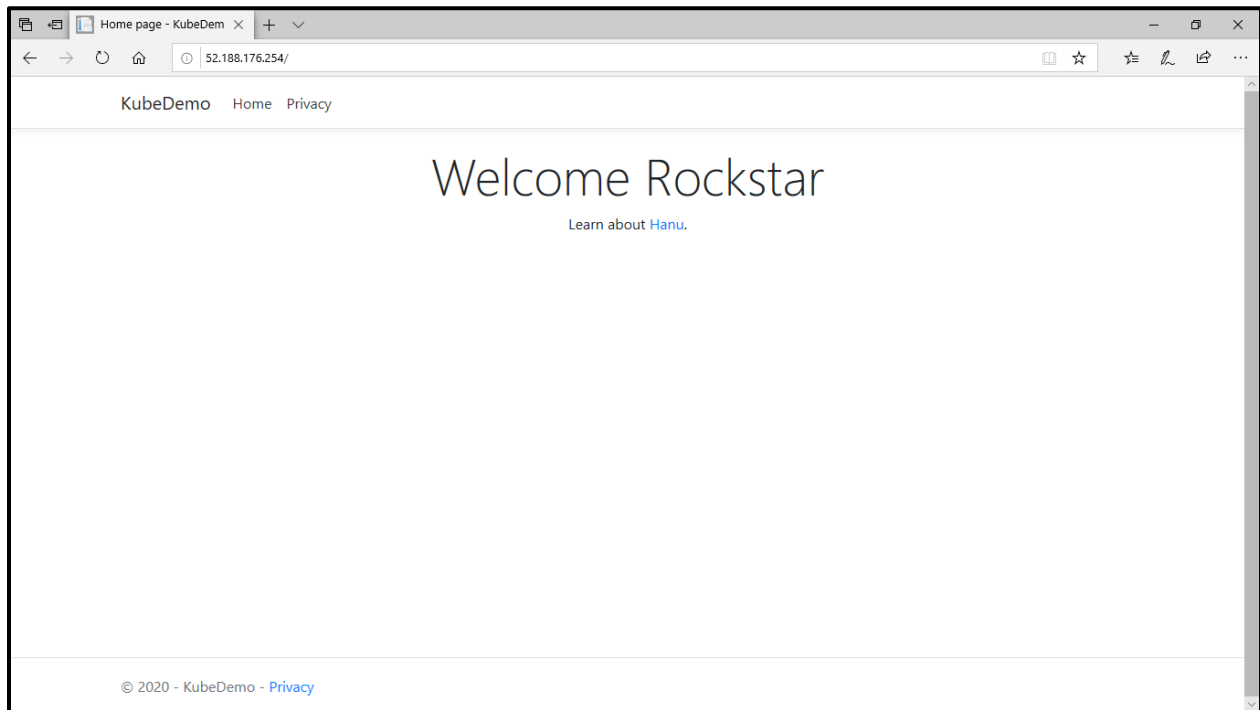 Home page - KubeDem
52.188.176.254/
KubeDemo Home Privacy
Welcome Rockstar
Learn about Hanu.
© 2020 - KubeDemo - Privacy